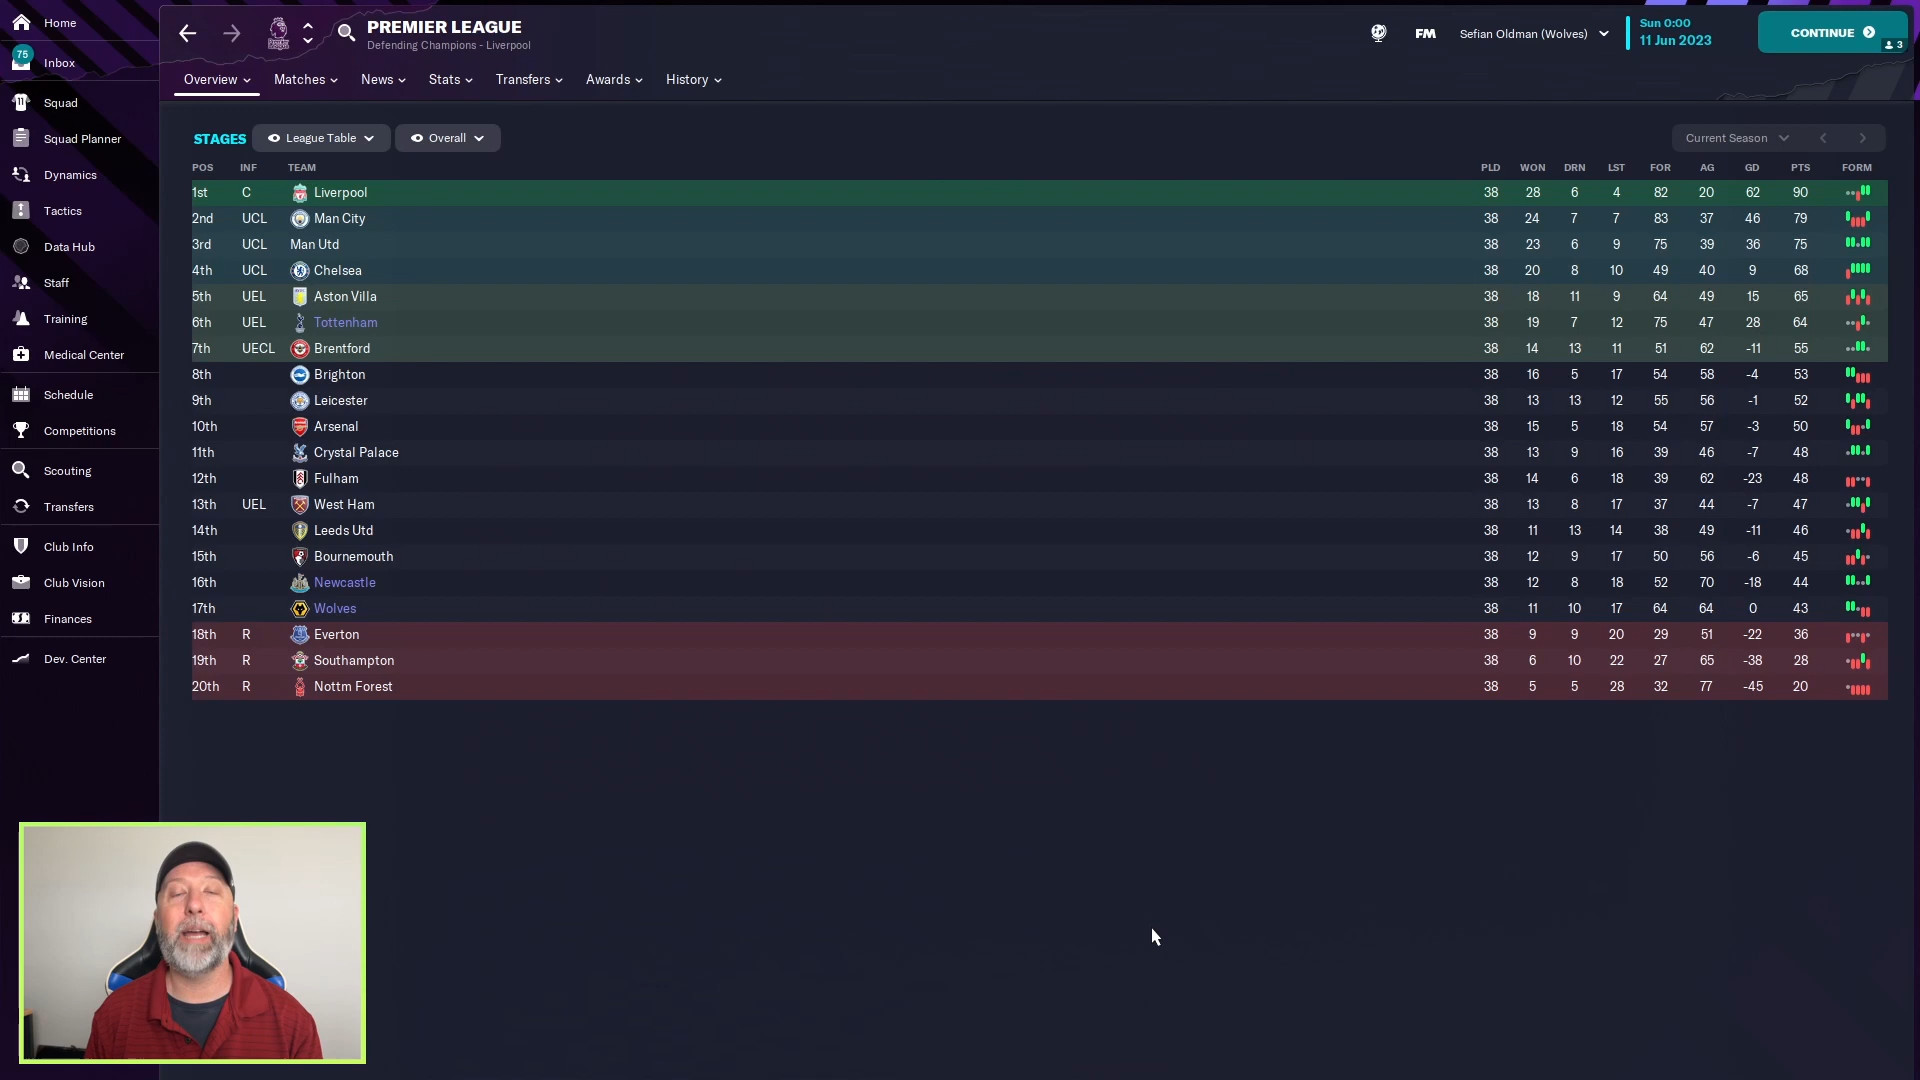 Home
75
Inbox
Squad
Squad Planner
Dynamics
Tactics
Data Hub
Staff
Training
Medical Center
Schedule
Competitions
Scouting
Transfers
Club Info
Club Vision
Finances
Dev. Center
PREMIER LEAGUE
Defending Champions - Liverpool
FM
Sefian Oldman (Wolves)
Sun 0:00
11 Jun 2023
CONTINUE
3
Overview Matches News Stats Transfers Awards History
STAGES League Table Overall Current Season
POS INF TEAM PLD WON DRN LST FOR AG GD PTS FORM
1st C Liverpool 38 28 6 4 82 20 62 90
2nd UCL Man City 38 24 7 7 83 37 46 79
3rd UCL Man Utd 38 23 6 9 75 39 36 75
4th UCL Chelsea 38 20 8 10 49 40 9 68
5th UEL Aston Villa 38 18 11 9 64 49 15 65
6th UEL Tottenham 38 19 7 12 75 47 28 64
7th UECL Brentford 38 14 13 11 51 62 -11 55
8th Brighton 38 16 5 17 54 58 -4 53
9th Leicester 38 13 13 12 55 56 -1 52
10th Arsenal 38 15 5 18 54 57 -3 50
11th Crystal Palace 38 13 9 16 39 46 -7 48
12th Fulham 38 14 6 18 39 62 -23 48
13th UEL West Ham 38 13 8 17 37 44 -7 47
14th Leeds Utd 38 11 13 14 38 49 -11 46
15th Bournemouth 38 12 9 17 50 56 -6 45
16th Newcastle 38 12 8 18 52 70 -18 44
17th Wolves 38 11 10 17 64 64 0 43
18th R Everton 38 9 9 20 29 51 -22 36
19th R Southampton 38 6 10 22 27 65 -38 28
20th R Nottm Forest 38 5 5 28 32 77 -45 20